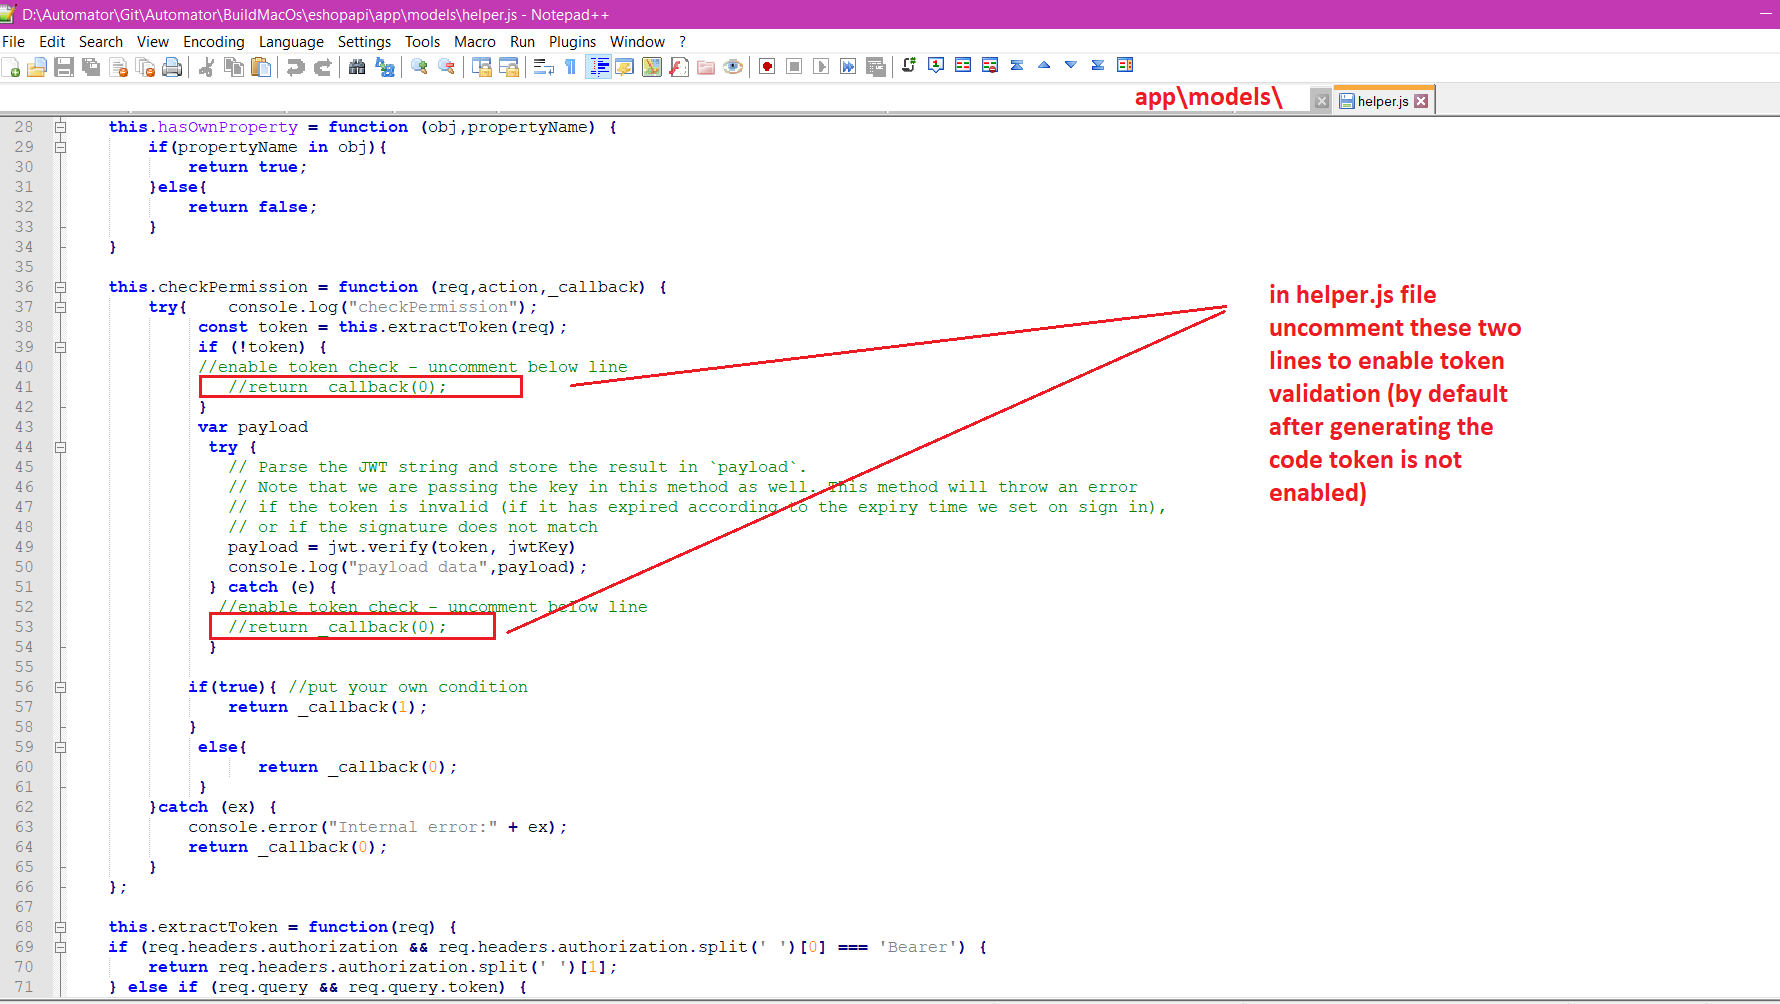 D:\Automator\Git\Automator\BuildMacOs\eshopapi\app\models\helper.js - Notepad++
File Edit Search View Encoding Language Settings Tools Macro Run Plugins Window ?
app\models\
helper.js
28 this.hasOwnProperty = function (obj,propertyName) {
29 if(propertyName in obj){
30 return true;
31 }else{
32 return false;
33 }
34 }
35
36 this.checkPermission = function (req,action,_callback) {
37 try{ console.log("checkPermission");
38 const token = this.extractToken(req);
39 if (!token) {
40 //enable token check - uncomment below line
41 //return _callback(0);
42 }
43 var payload
44 try {
45 // Parse the JWT string and store the result in `payload`.
46 // Note that we are passing the key in this method as well. This method will throw an error
47 // if the token is invalid (if it has expired according to the expiry time we set on sign in),
48 // or if the signature does not match
49 payload = jwt.verify(token, jwtKey)
50 console.log("payload data",payload);
51 } catch (e) {
52 //enable token check - uncomment below line
53 //return _callback(0);
54 }
55
56 if(true){ //put your own condition
57 return _callback(1);
58 }
59 else{
60 return _callback(0);
61 }
62 }catch (ex) {
63 console.error("Internal error:" + ex);
64 return _callback(0);
65 }
66 };
67
68 this.extractToken = function(req) {
69 if (req.headers.authorization && req.headers.authorization.split(' ')[0] === 'Bearer') {
70 return req.headers.authorization.split(' ')[1];
71 } else if (req.query && req.query.token) {
in helper.js file
uncomment these two
lines to enable token
validation (by default
after generating the
code token is not
enabled)